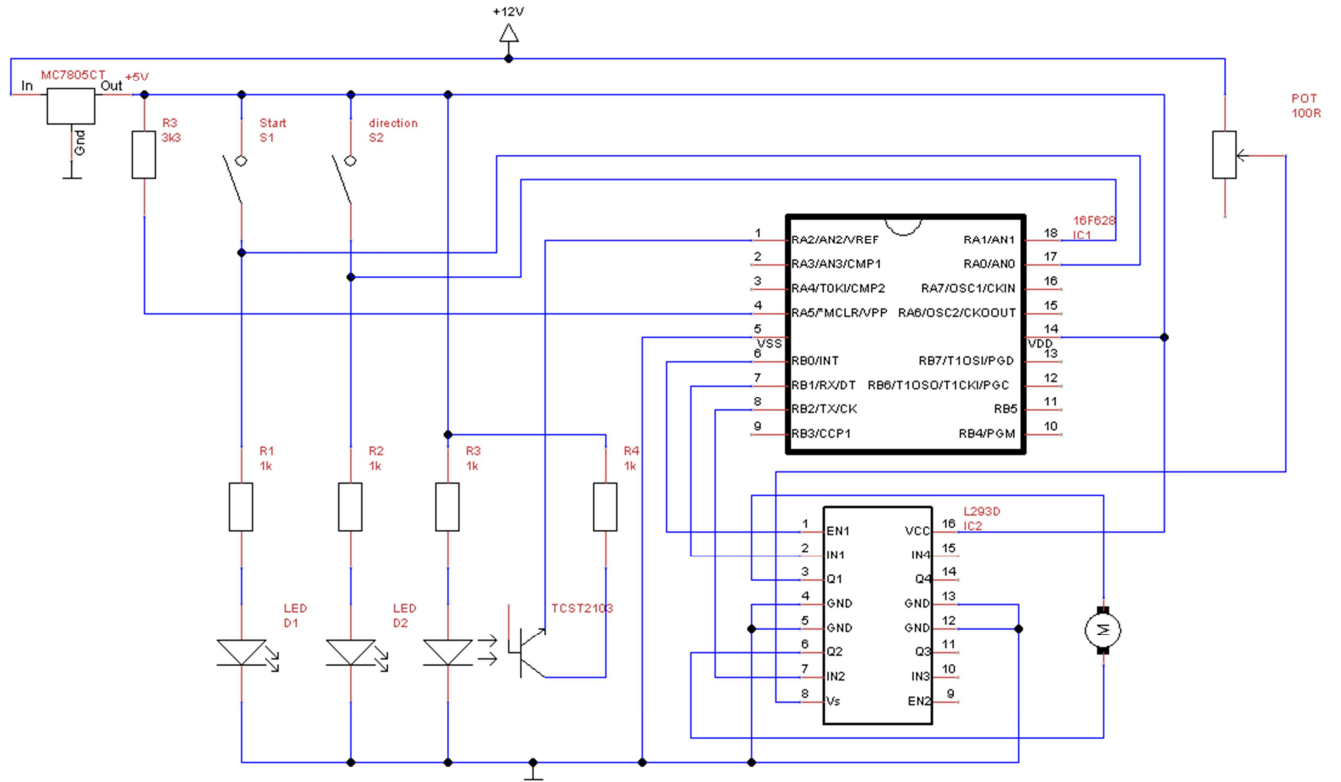 +12V
MC7805CT
+5V
In
Out
Gnd
R3
3k3
Start
S1
direction
S2
POT
100R
16F628
IC1
1 RA2/AN2/VREF
2 RA3/AN3/CMP1
3 RA4/TOKI/CMP2
4 RA5/*MCLR/VPP
5 VSS
6 RB0/INT
7 RB1/RX/DT
8 RB2/TX/CK
9 RB3/CCP1
RA1/AN1 18
RA0/AN0 17
RA7/OSC1/CKIN 16
RA6/OSC2/CKOOUT 15
VDD 14
RB7/T1OSI/PGD 13
RB6/T1OSO/T1CKI/PGC 12
RB5 11
RB4/PGM 10
R1
1k
R2
1k
R3
1k
R4
1k
L293D
IC2
1 EN1
2 IN1
3 Q1
4 GND
5 GND
6 Q2
7 IN2
8 Vs
VCC 16
IN4 15
Q4 14
GND 13
GND 12
Q3 11
IN3 10
EN2 9
LED
D1
LED
D2
TCST2103
M